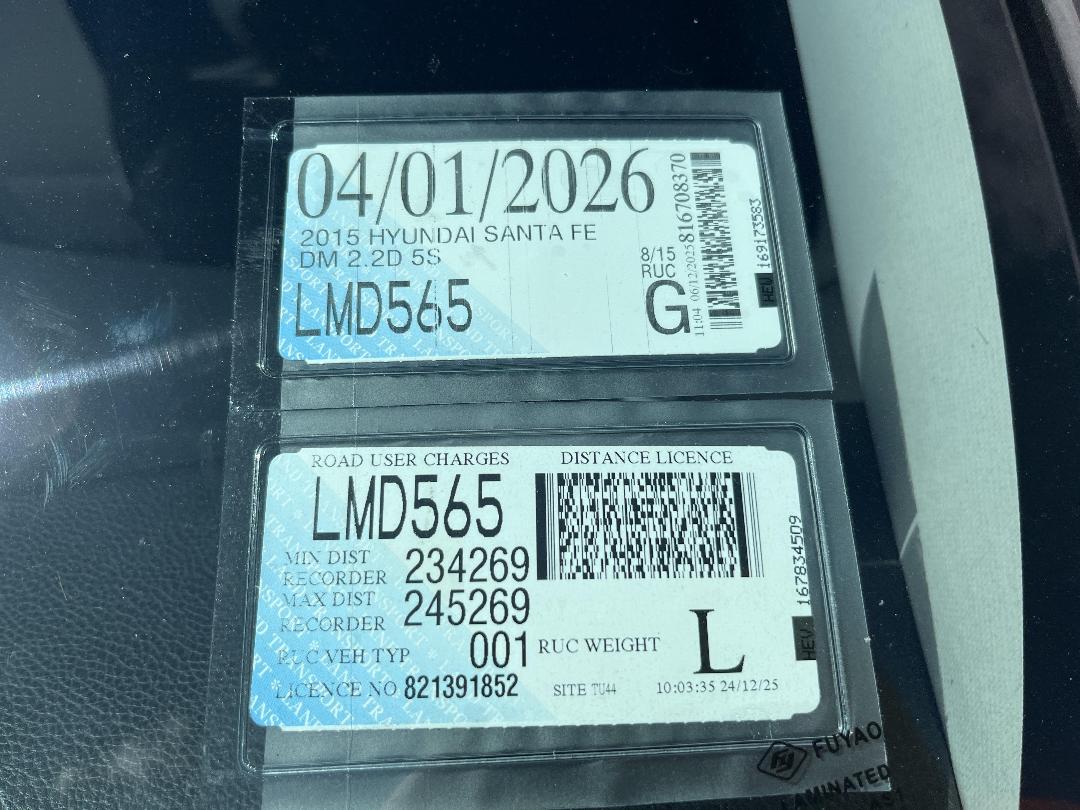 04/01/2026
2015 HYUNDAI SANTA FE
DM 2.2D 5S
LMD565
8/15
RUC
G
11:04 06/12/2025 816708370
169173583
HEV
ROAD USER CHARGES DISTANCE LICENCE
LMD565
MIN DIST
RECORDER 234269
MAX DIST
RECORDER 245269
RUC VEH TYP 001 RUC WEIGHT L
LICENCE NO 821391852 SITE TU44 10:03:35 24/12/25
167834509
HEV
FUYAO
LAMINATED